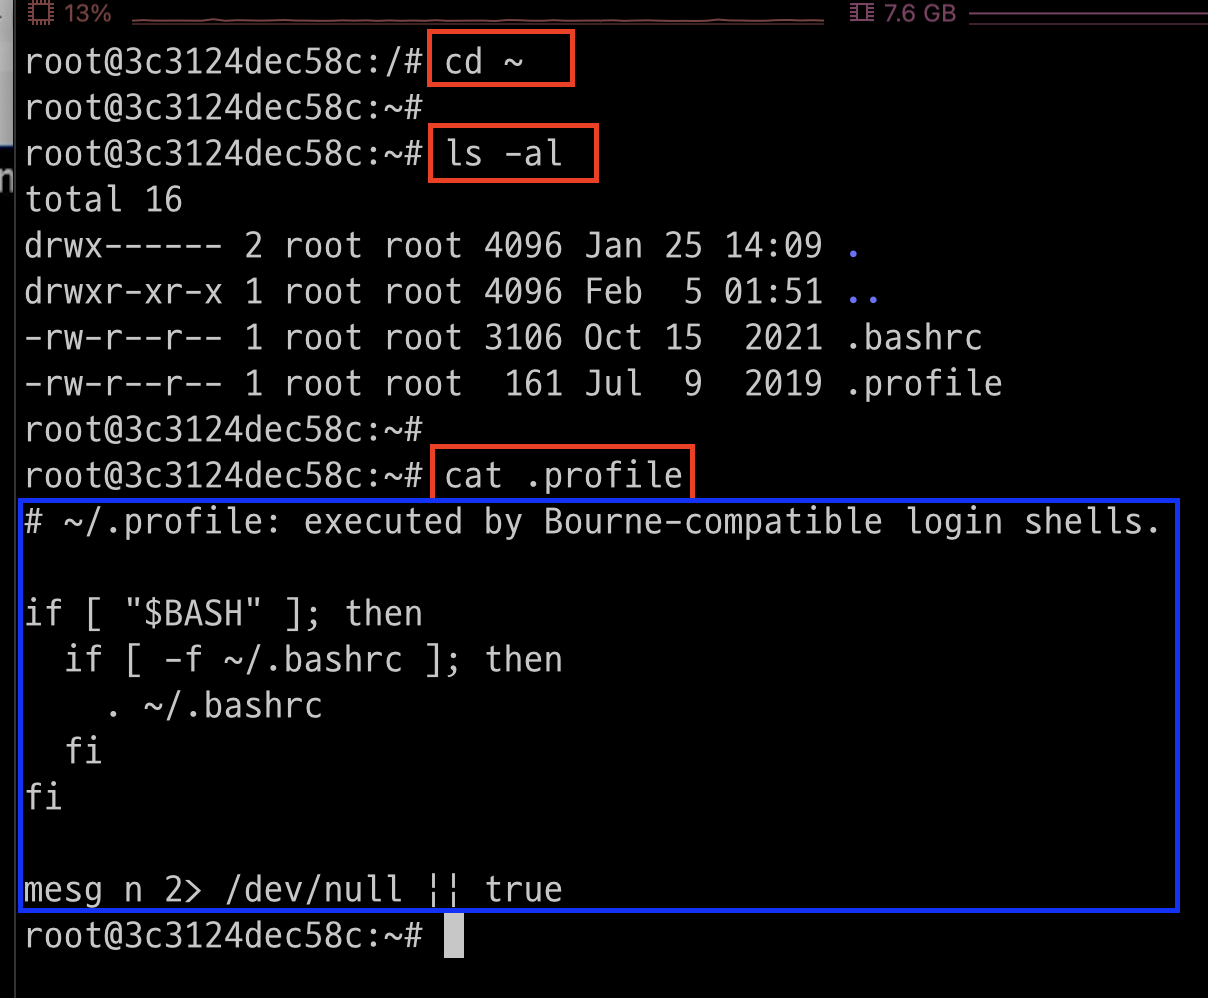 13% 7.6 GB
root@3c3124dec58c:/# cd ~
root@3c3124dec58c:~#
root@3c3124dec58c:~# ls -al
total 16
drwx------ 2 root root 4096 Jan 25 14:09 .
drwxr-xr-x 1 root root 4096 Feb  5 01:51 ..
-rw-r--r-- 1 root root 3106 Oct 15  2021 .bashrc
-rw-r--r-- 1 root root  161 Jul  9  2019 .profile
root@3c3124dec58c:~#
root@3c3124dec58c:~# cat .profile
# ~/.profile: executed by Bourne-compatible login shells.
if [ "$BASH" ]; then
  if [ -f ~/.bashrc ]; then
    . ~/.bashrc
  fi
fi
mesg n 2> /dev/null || true
root@3c3124dec58c:~#